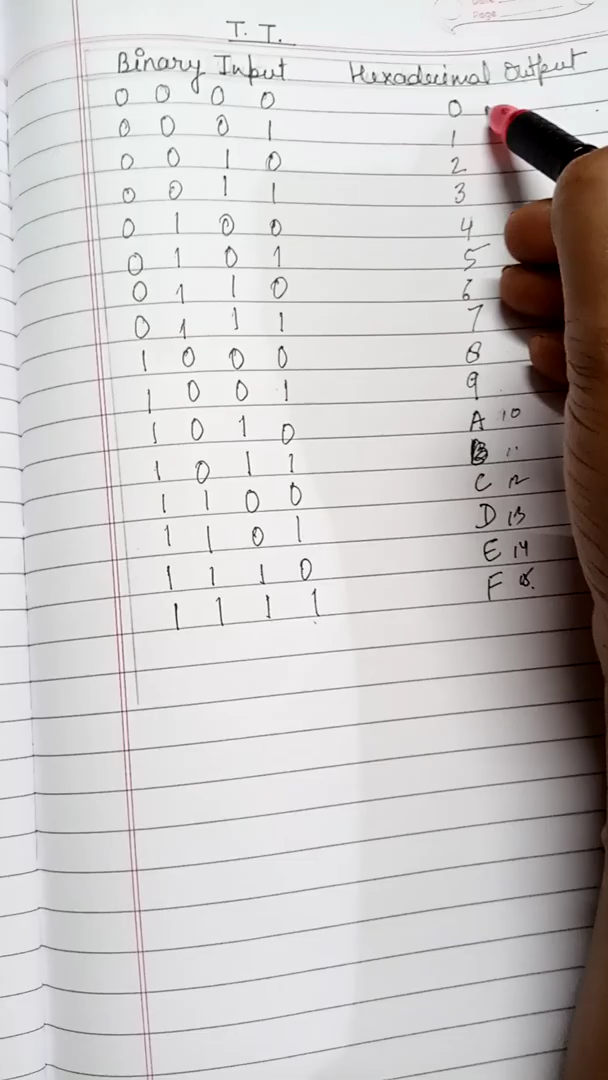 Page
T. T.
Binary Input Hexadecimal Output
0 0 0 0 0
0 0 0 1 1
0 0 1 0 2
0 0 1 1 3
0 1 0 0 4
0 1 0 1 5
0 1 1 0 6
0 1 1 1 7
1 0 0 0 8
1 0 0 1 9
1 0 1 0 A 10
1 0 1 1 B 11
1 1 0 0 C 12
1 1 0 1 D 13
1 1 1 0 E 14
1 1 1 1 F 15.